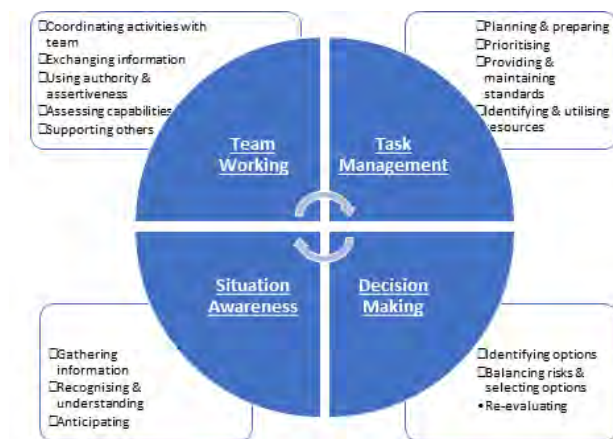 □Coordinating activities with
team
□Exchanging information
□Using authority &
assertiveness
□Assessing capabilities
□Supporting others
□Planning & preparing
□Prioritising
□Providing &
maintaining
standards
□Identifying & utilising
resources
Team
Working
Task
Management
Situation
Awareness
Decision
Making
□Gathering
information
□Recognising &
understanding
□Anticipating
□Identifying options
□Balancing risks &
selecting options
•Re-evaluating